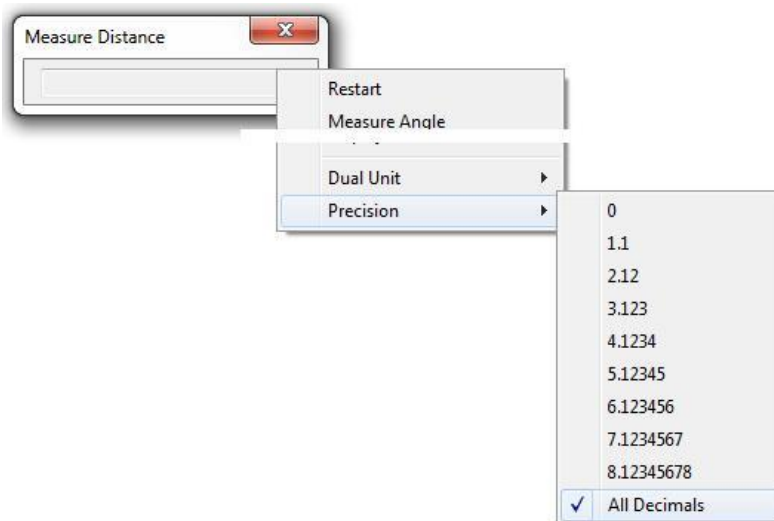 Measure Distance
Restart
Measure Angle
Dual Unit
Precision
0
1.1
2.12
3.123
4.1234
5.12345
6.123456
7.1234567
8.12345678
All Decimals